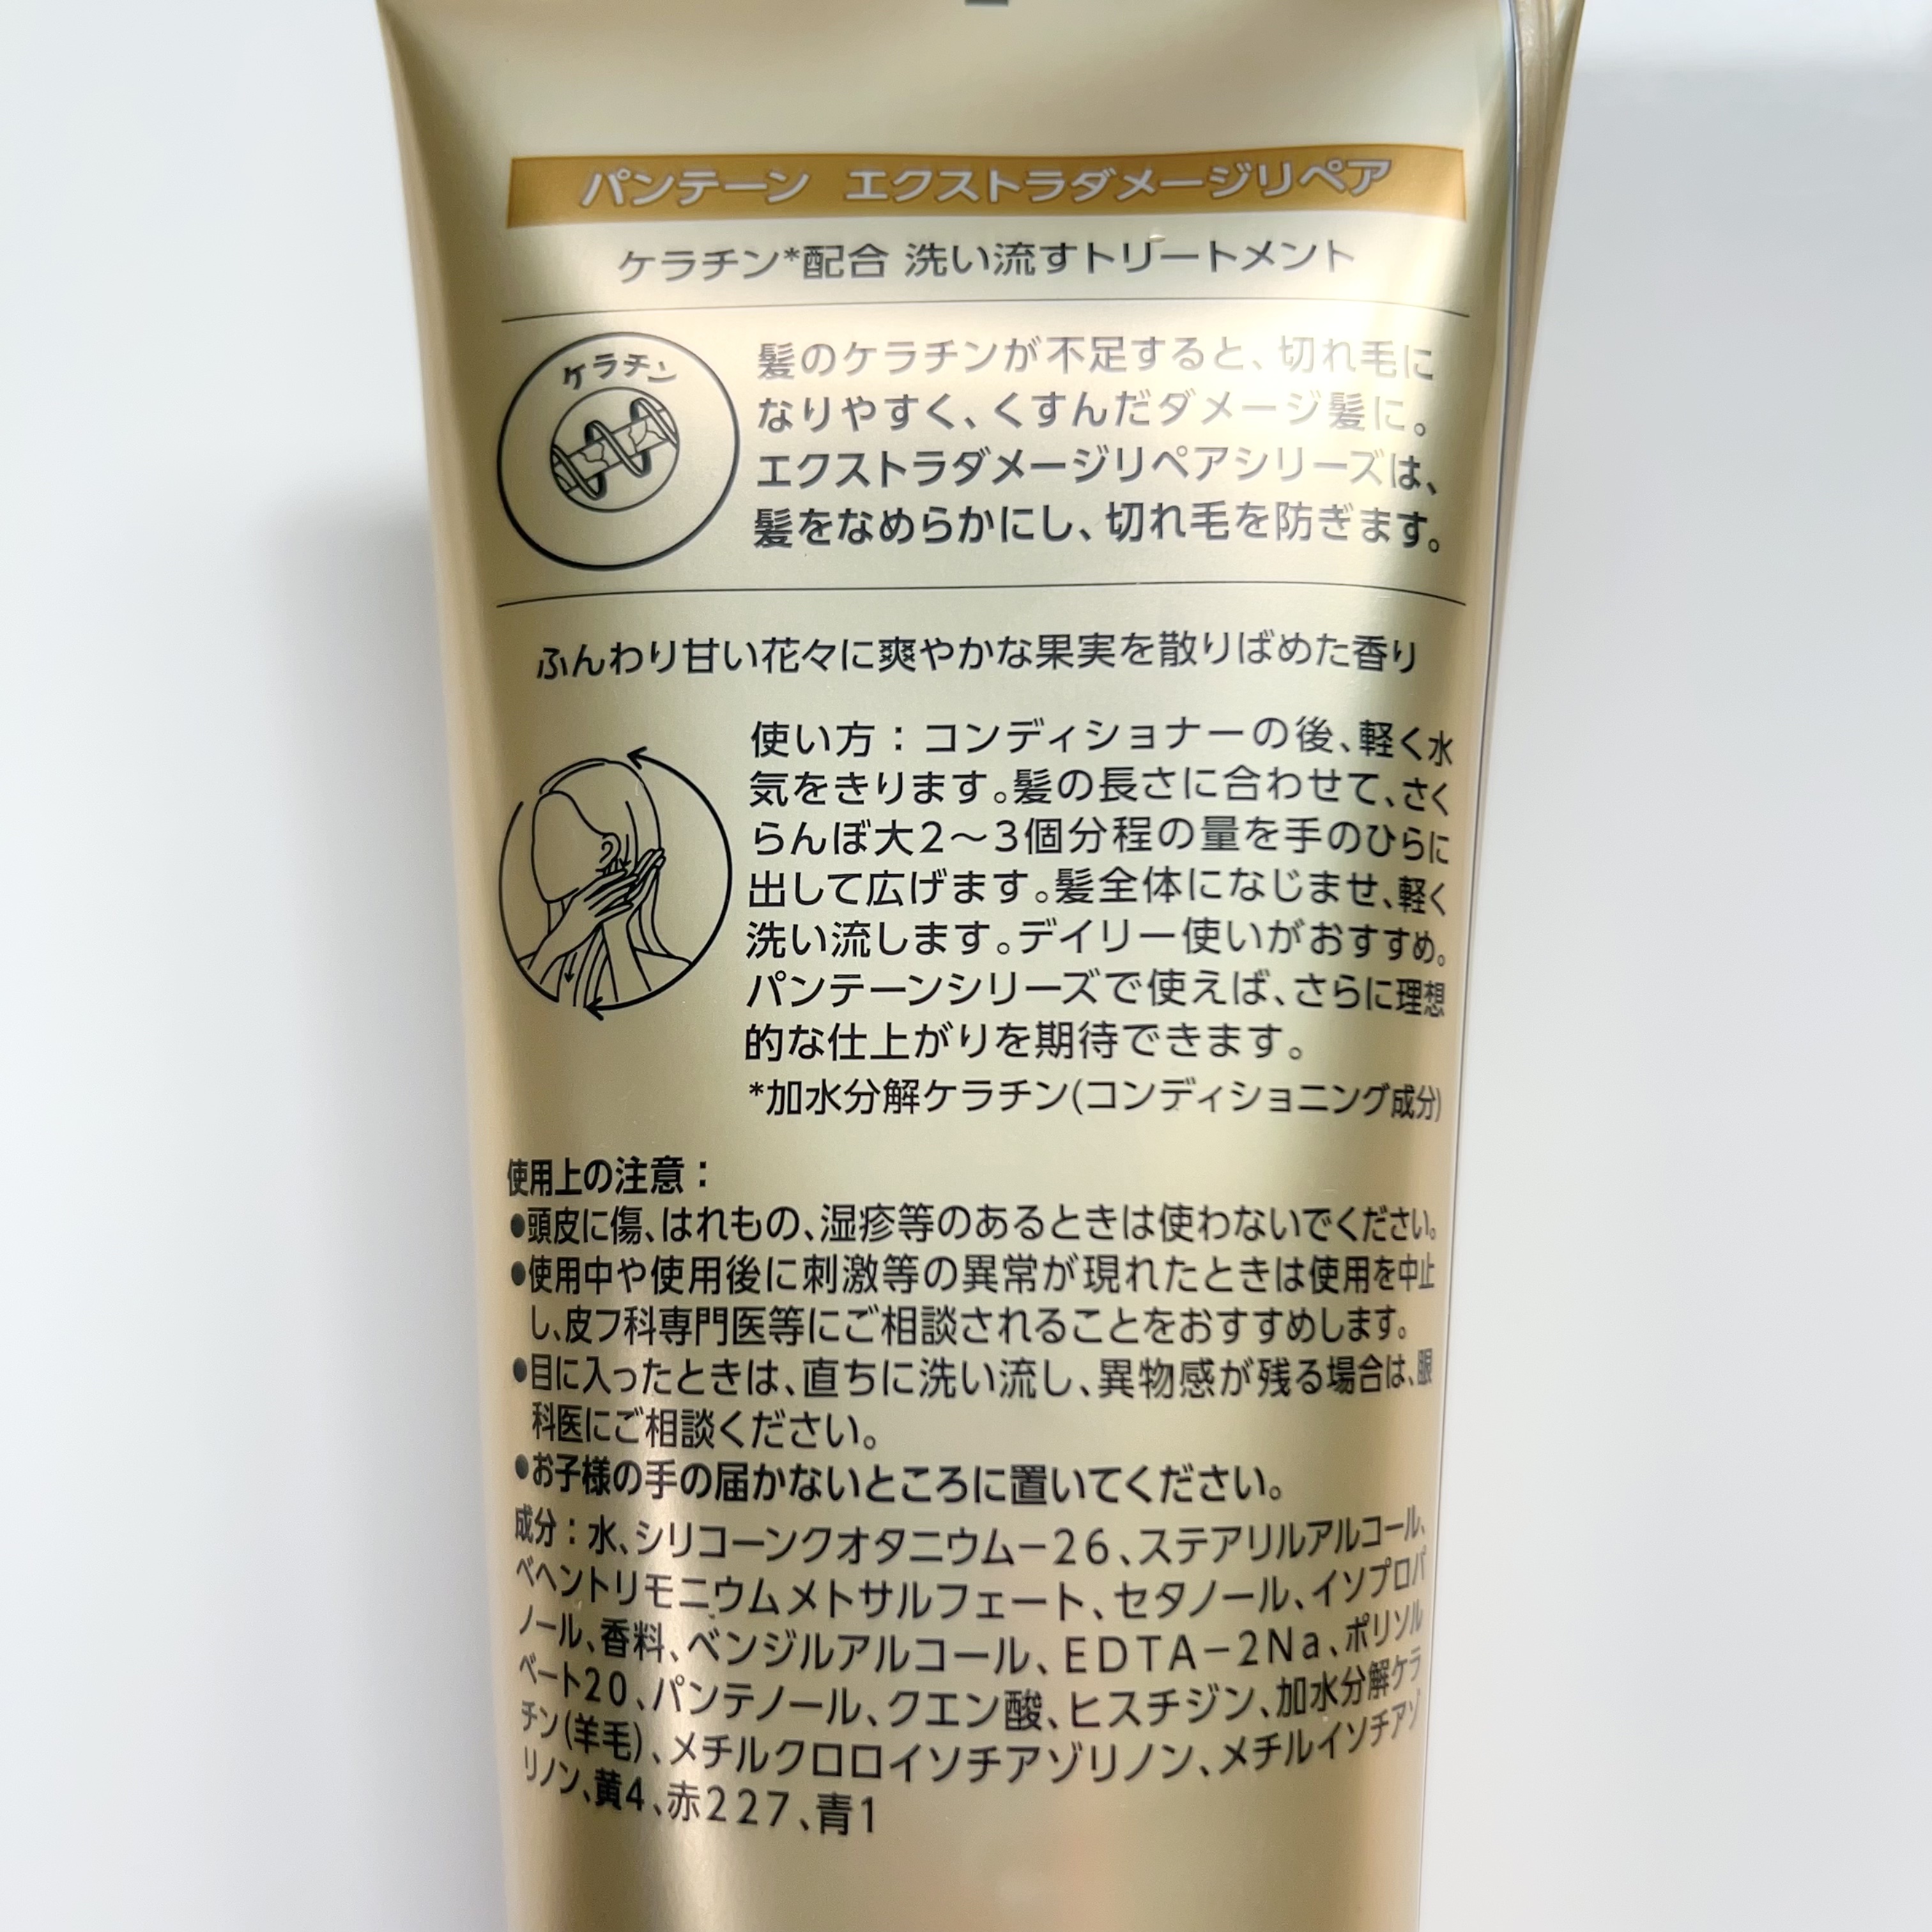 パンテーン エクストラダメージリペア
ケラチン*配合 洗い流すトリートメント
ケラチン
髪のケラチンが不足すると、切れ毛に
なりやすく、くすんだダメージ髪に。
エクストラダメージリペアシリーズは、
髪をなめらかにし、切れ毛を防ぎます。
ふんわり甘い花々に爽やかな果実を散りばめた香り
使い方：コンディショナーの後、軽く水
気をきります。髪の長さに合わせて、さく
らんぼ大2〜3個分程の量を手のひらに
出して広げます。髪全体になじませ、軽く
洗い流します。デイリー使いがおすすめ。
パンテーンシリーズで使えば、さらに理想
的な仕上がりを期待できます。
*加水分解ケラチン(コンディショニング成分)
使用上の注意：
●頭皮に傷、はれもの、湿疹等のあるときは使わないでください。
●使用中や使用後に刺激等の異常が現れたときは使用を中止
し、皮フ科専門医等にご相談されることをおすすめします。
●目に入ったときは、直ちに洗い流し、異物感が残る場合は、眼
科医にご相談ください。
●お子様の手の届かないところに置いてください。
成分：水、シリコーンクオタニウム－26、ステアリルアルコール、
ベヘントリモニウムメトサルフェート、セタノール、イソプロパ
ノール、香料、ベンジルアルコール、EDTA－2Na、ポリソル
ベート20、パンテノール、クエン酸、ヒスチジン、加水分解ケラ
チン(羊毛)、メチルクロロイソチアゾリノン、メチルイソチアゾ
リノン、黄4、赤227、青1